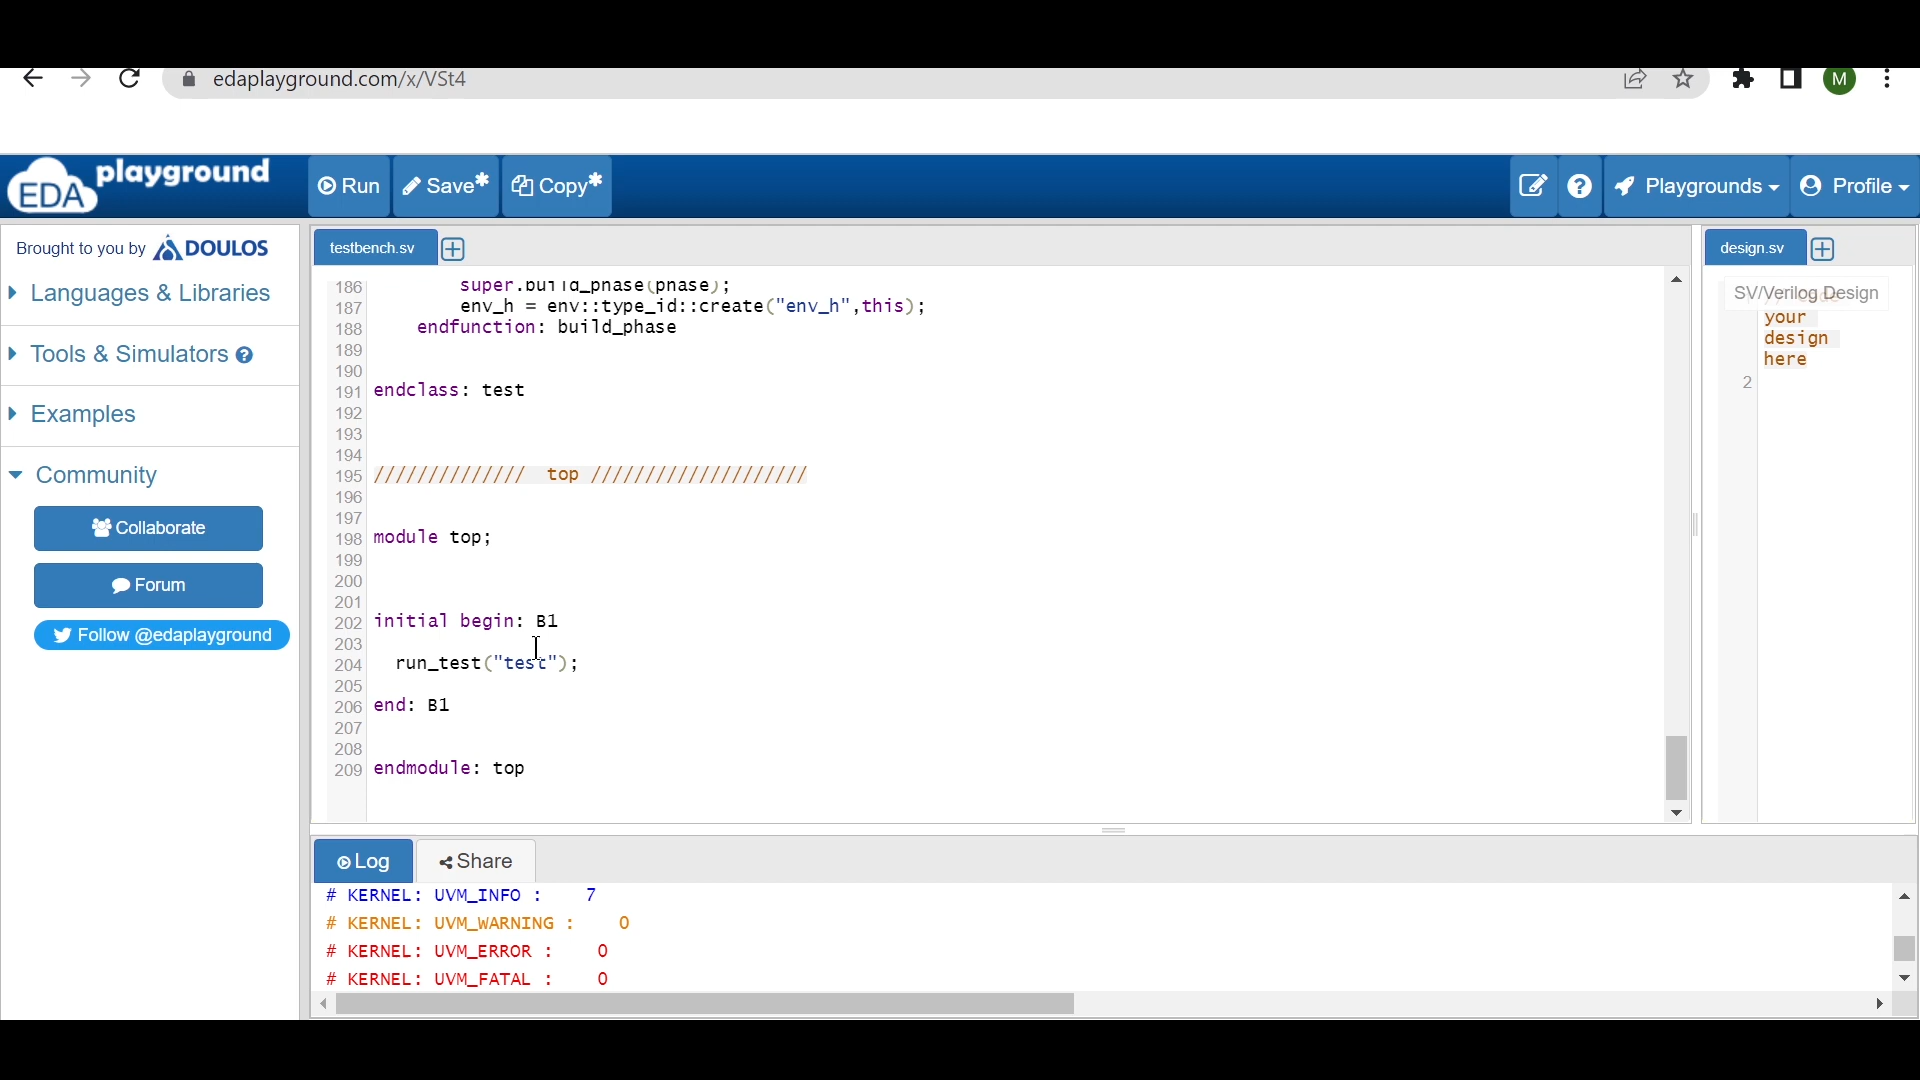 edaplayground.com/x/VSt4
M
EDA playground
Run
Save*
Copy*
Playgrounds
Profile
Brought to you by DOULOS
Languages & Libraries
Tools & Simulators
Examples
Community
Collaborate
Forum
Follow @edaplayground
testbench.sv
186 super.build_phase(phase);
187 env_h = env::type_id::create("env_h",this);
188 endfunction: build_phase
189
190
191 endclass: test
192
193
194
195 ////////////// top ////////////////////
196
197
198 module top;
199
200
201
202 initial begin: B1
203
204 run_test("test");
205
206 end: B1
207
208
209 endmodule: top
design.sv
SV/Verilog Design
your
design
here
2
Log
Share
# KERNEL: UVM_INFO : 7
# KERNEL: UVM_WARNING : 0
# KERNEL: UVM_ERROR : 0
# KERNEL: UVM_FATAL : 0